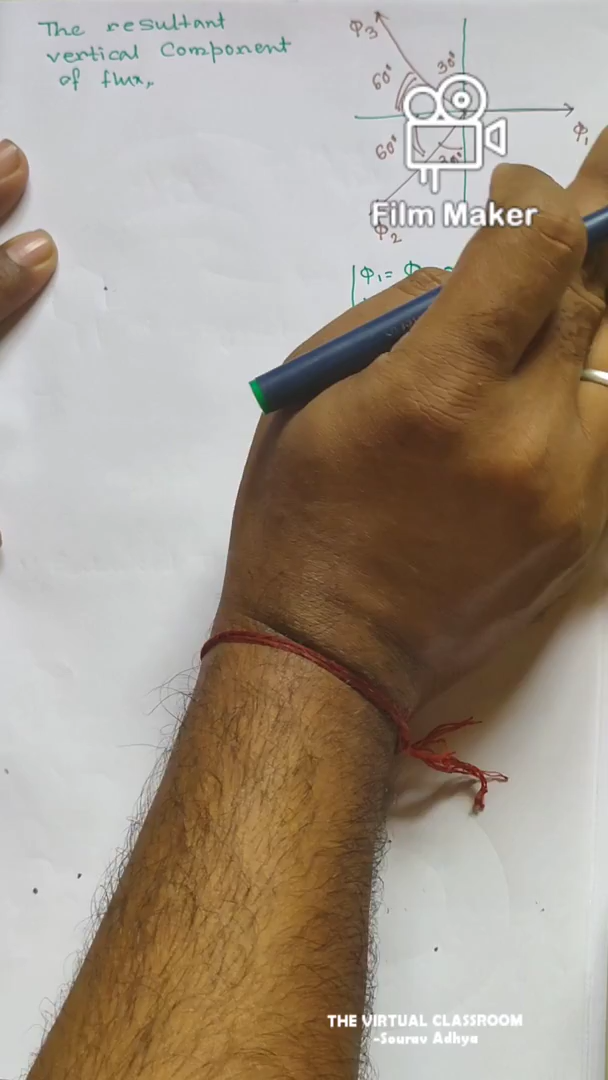 The resultant
vertical Component
of flux,
Φ3
30°
60°
Φ1
60°
30°
Φ2
Film Maker
Φ1 =
THE VIRTUAL CLASSROOM
-Sourav Adhya